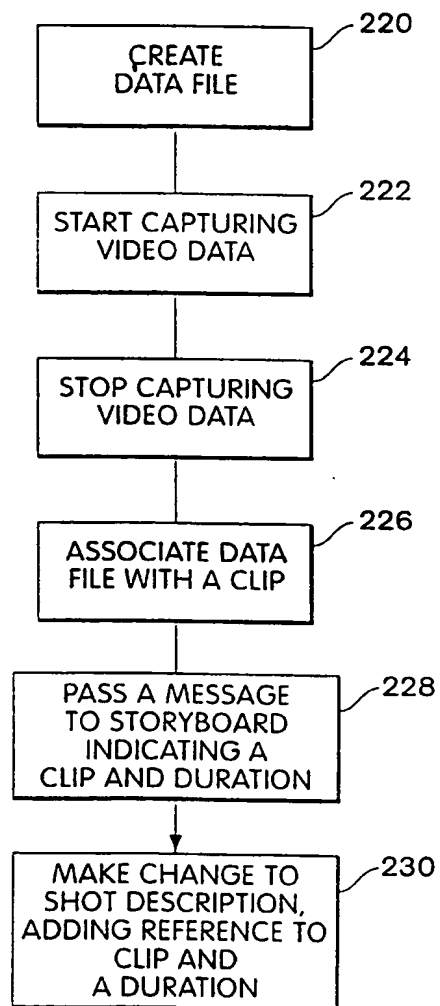 220
CREATE
DATA FILE
222
START CAPTURING
VIDEO DATA
224
STOP CAPTURING
VIDEO DATA
226
ASSOCIATE DATA
FILE WITH A CLIP
228
PASS A MESSAGE
TO STORYBOARD
INDICATING A
CLIP AND DURATION
230
MAKE CHANGE TO
SHOT DESCRIPTION,
ADDING REFERENCE TO
CLIP AND
A DURATION